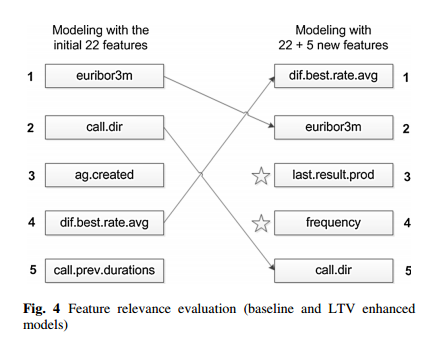 Modeling with the
initial 22 features
Modeling with
22 + 5 new features
1 euribor3m
dif.best.rate.avg 1
2 call.dir
euribor3m 2
3 ag.created
last.result.prod 3
4 dif.best.rate.avg
frequency 4
5 call.prev.durations
call.dir 5
Fig. 4 Feature relevance evaluation (baseline and LTV enhanced
models)